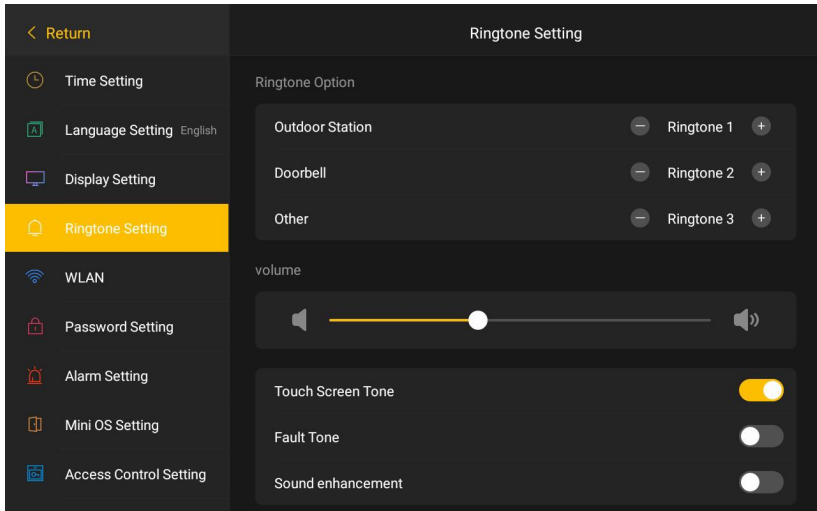 Return
Ringtone Setting
Time Setting
Language Setting English
Display Setting
Ringtone Setting
WLAN
Password Setting
Alarm Setting
Mini OS Setting
Access Control Setting
Ringtone Option
Outdoor Station Ringtone 1
Doorbell Ringtone 2
Other Ringtone 3
volume
Touch Screen Tone
Fault Tone
Sound enhancement